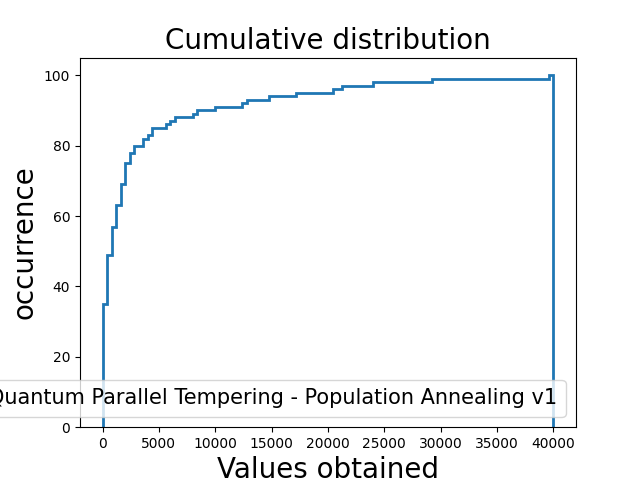 Cumulative distribution
occurrence
100
80
60
40
20
0
Quantum Parallel Tempering - Population Annealing v1
0 5000 10000 15000 20000 25000 30000 35000 40000
Values obtained